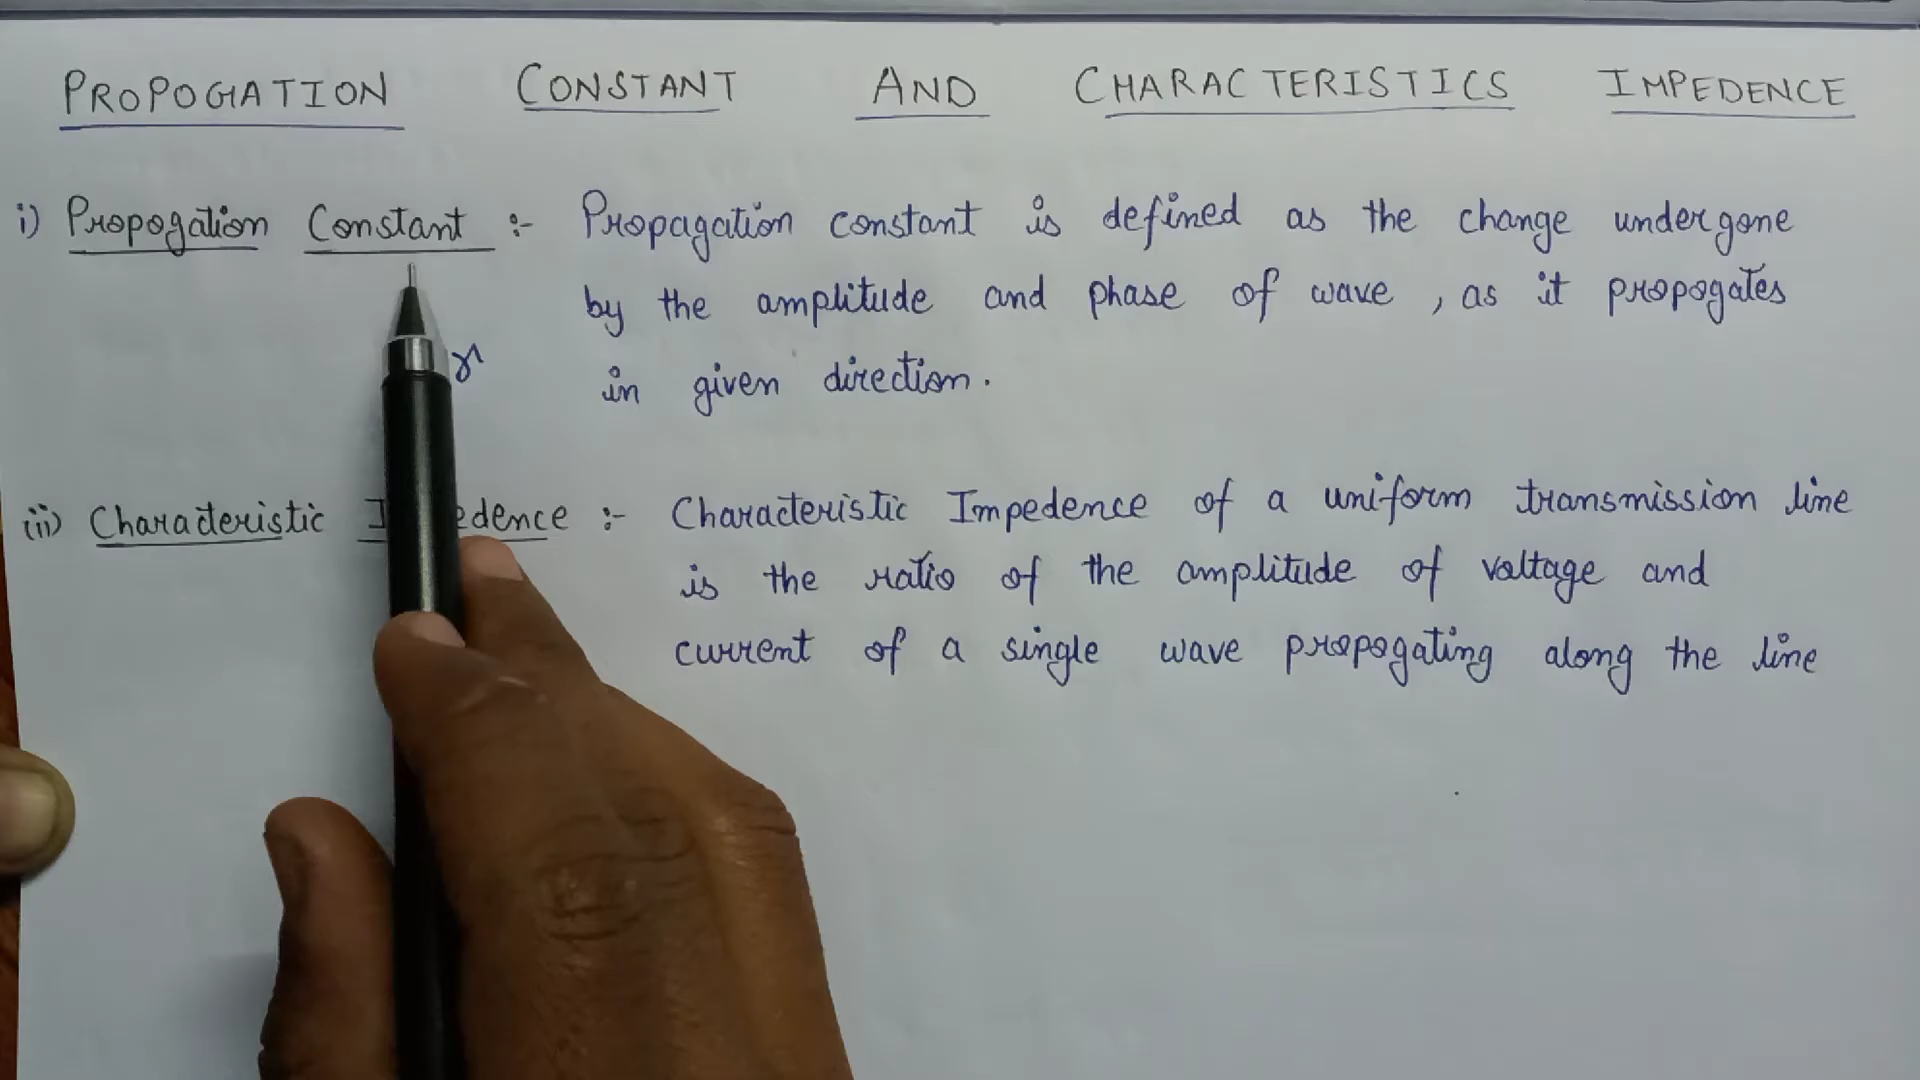 PROPOGATION CONSTANT AND CHARACTERISTICS IMPEDENCE
i) Propogation Constant :- Propagation constant is defined as the change undergone
by the amplitude and phase of wave, as it propogates
γ
in given direction.
(ii) Characteristic :- Characteristic Impedence of a uniform transmission line
is the ratio of the amplitude of voltage and
current of a single wave propogating along the line